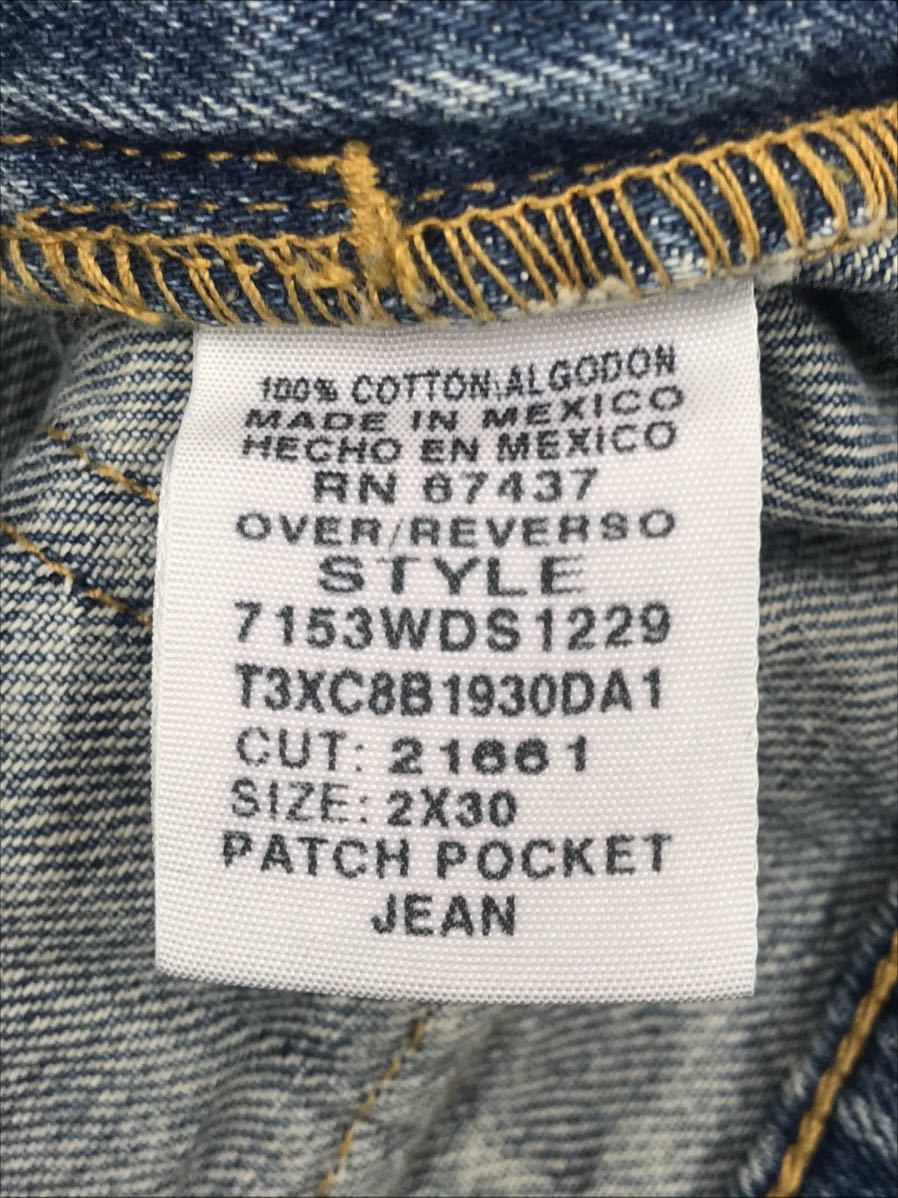 100% COTTON\ALGODON
MADE IN MEXICO
HECHO EN MEXICO
RN 67437
OVER/REVERSO
STYLE
7153WDS1229
T3XC8B1930DA1
CUT: 21661
SIZE: 2X30
PATCH POCKET
JEAN